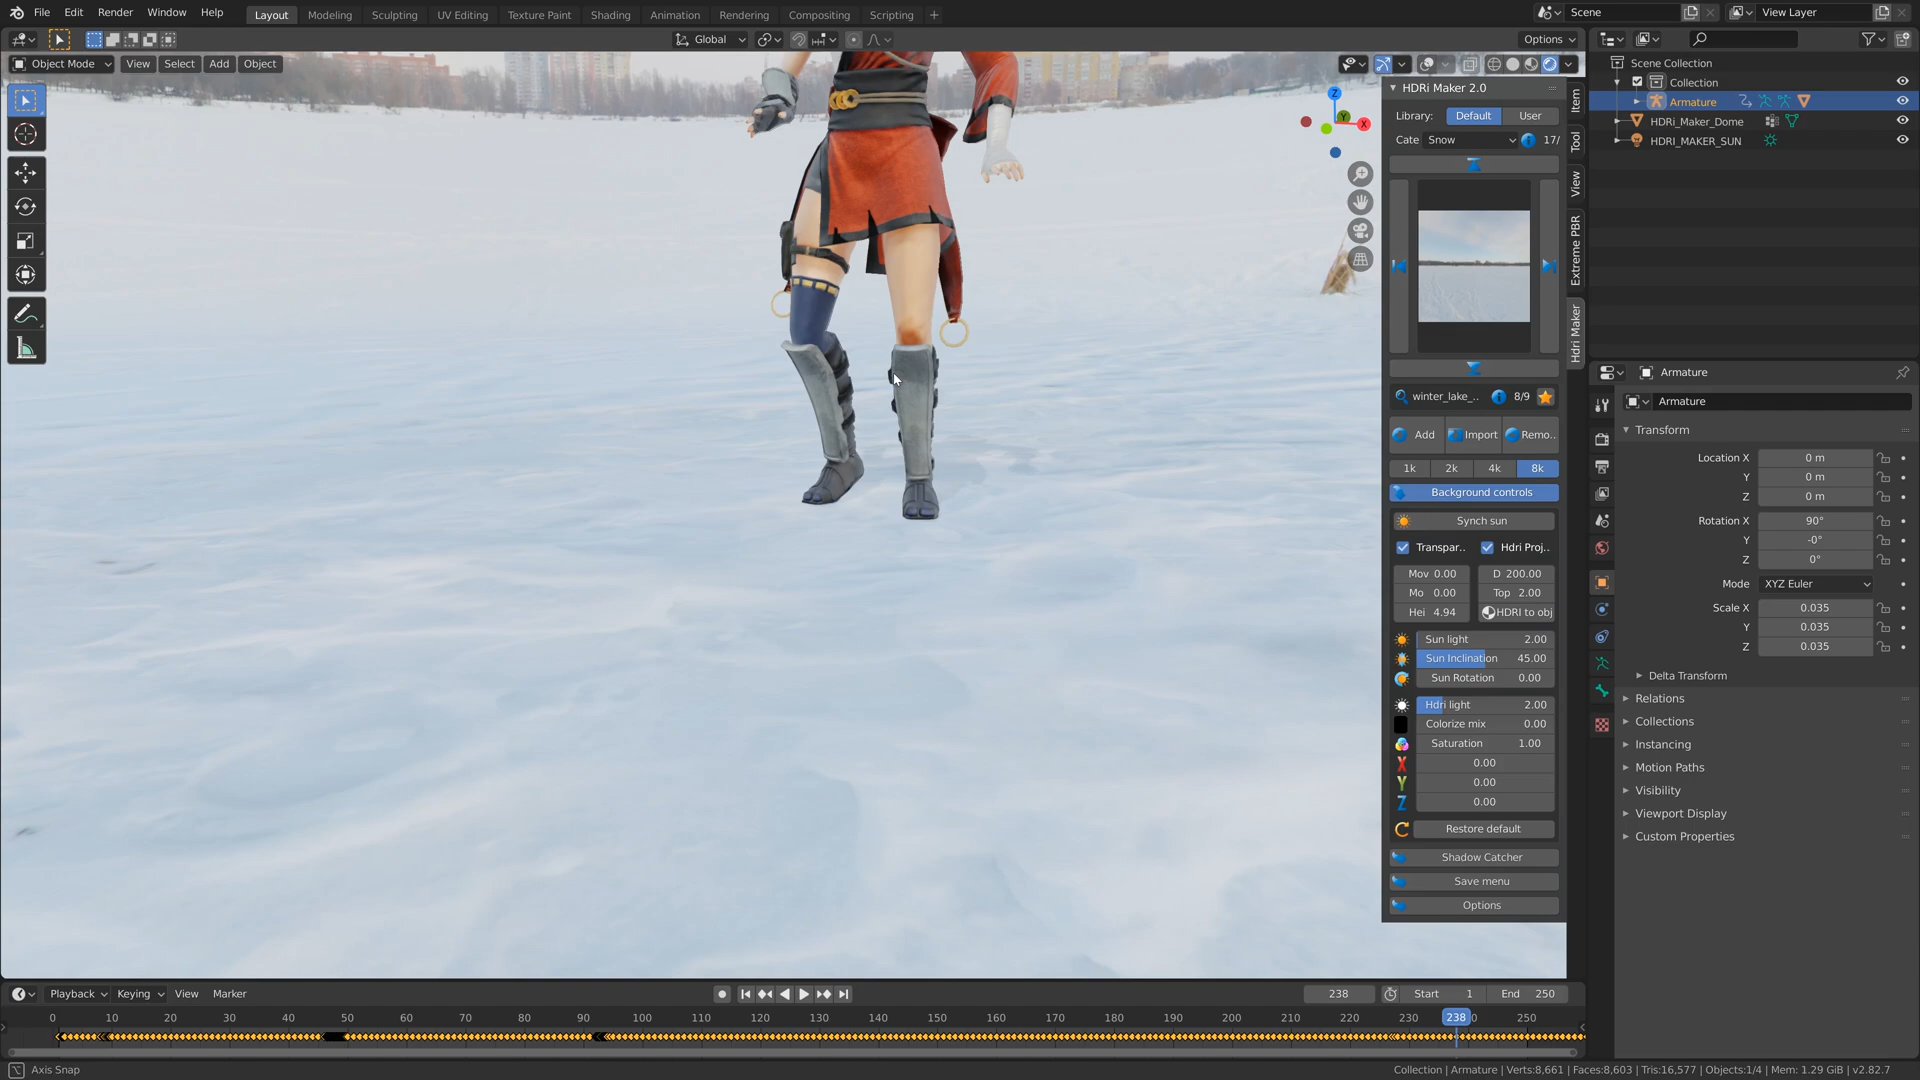 File Edit Render Window Help
Layout Modeling Sculpting UV Editing Texture Paint Shading Animation Rendering Compositing Scripting +
Scene
View Layer
Global
Options
Object Mode View Select Add Object
Z
Y
X
HDRi Maker 2.0
Library: Default User
Cate Snow 17/
winter_lake_.. 8/9
Add Import Remo..
1k 2k 4k 8k
Background controls
Synch sun
Transpar.. Hdri Proj..
Mov 0.00 D 200.00
Mo 0.00 Top 2.00
Hei 4.94 HDRI to obj
Sun light 2.00
Sun Inclination 45.00
Sun Rotation 0.00
Hdri light 2.00
Colorize mix 0.00
Saturation 1.00
X 0.00
Y 0.00
Z 0.00
Restore default
Shadow Catcher
Save menu
Options
Item
Tool
View
Extreme PBR
Hdri Maker
Scene Collection
Collection
Armature
HDRi_Maker_Dome
HDRI_MAKER_SUN
Armature
Armature
Transform
Location X 0 m
Y 0 m
Z 0 m
Rotation X 90°
Y -0°
Z 0°
Mode XYZ Euler
Scale X 0.035
Y 0.035
Z 0.035
Delta Transform
Relations
Collections
Instancing
Motion Paths
Visibility
Viewport Display
Custom Properties
Playback Keying View Marker
238 Start 1 End 250
0 10 20 30 40 50 60 70 80 90 100 110 120 130 140 150 160 170 180 190 200 210 220 230 238 0 250
Axis Snap
Collection | Armature | Verts:8,661 | Faces:8,603 | Tris:16,577 | Objects:1/4 | Mem: 1.29 GiB | v2.82.7